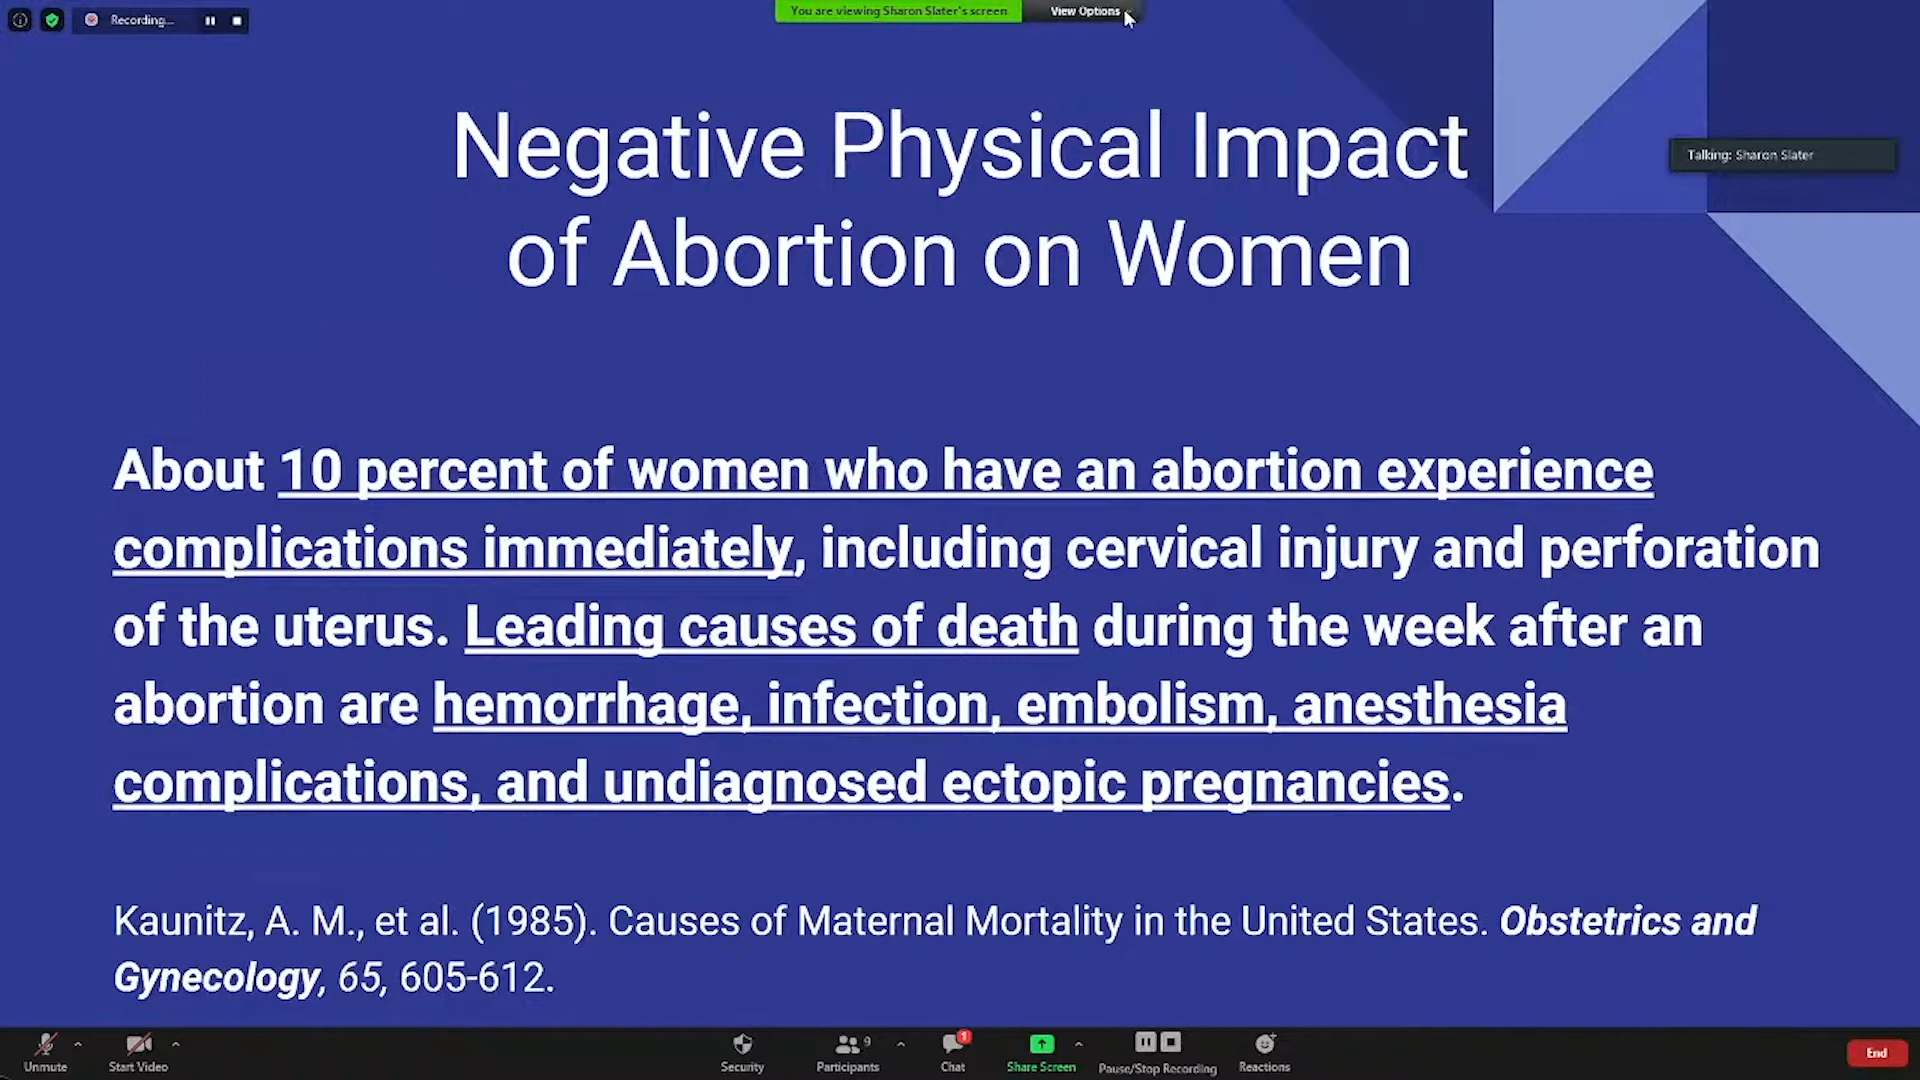 Recording...
You are viewing Sharon Slater's screen
View Options
Negative Physical Impact
of Abortion on Women
Talking: Sharon Slater
About 10 percent of women who have an abortion experience
complications immediately, including cervical injury and perforation
of the uterus. Leading causes of death during the week after an
abortion are hemorrhage, infection, embolism, anesthesia
complications, and undiagnosed ectopic pregnancies.
Kaunitz, A. M., et al. (1985). Causes of Maternal Mortality in the United States. Obstetrics and
Gynecology, 65, 605-612.
Unmute
Start Video
Security
9
Participants
1
Chat
Share Screen
Pause/Stop Recording
Reactions
End